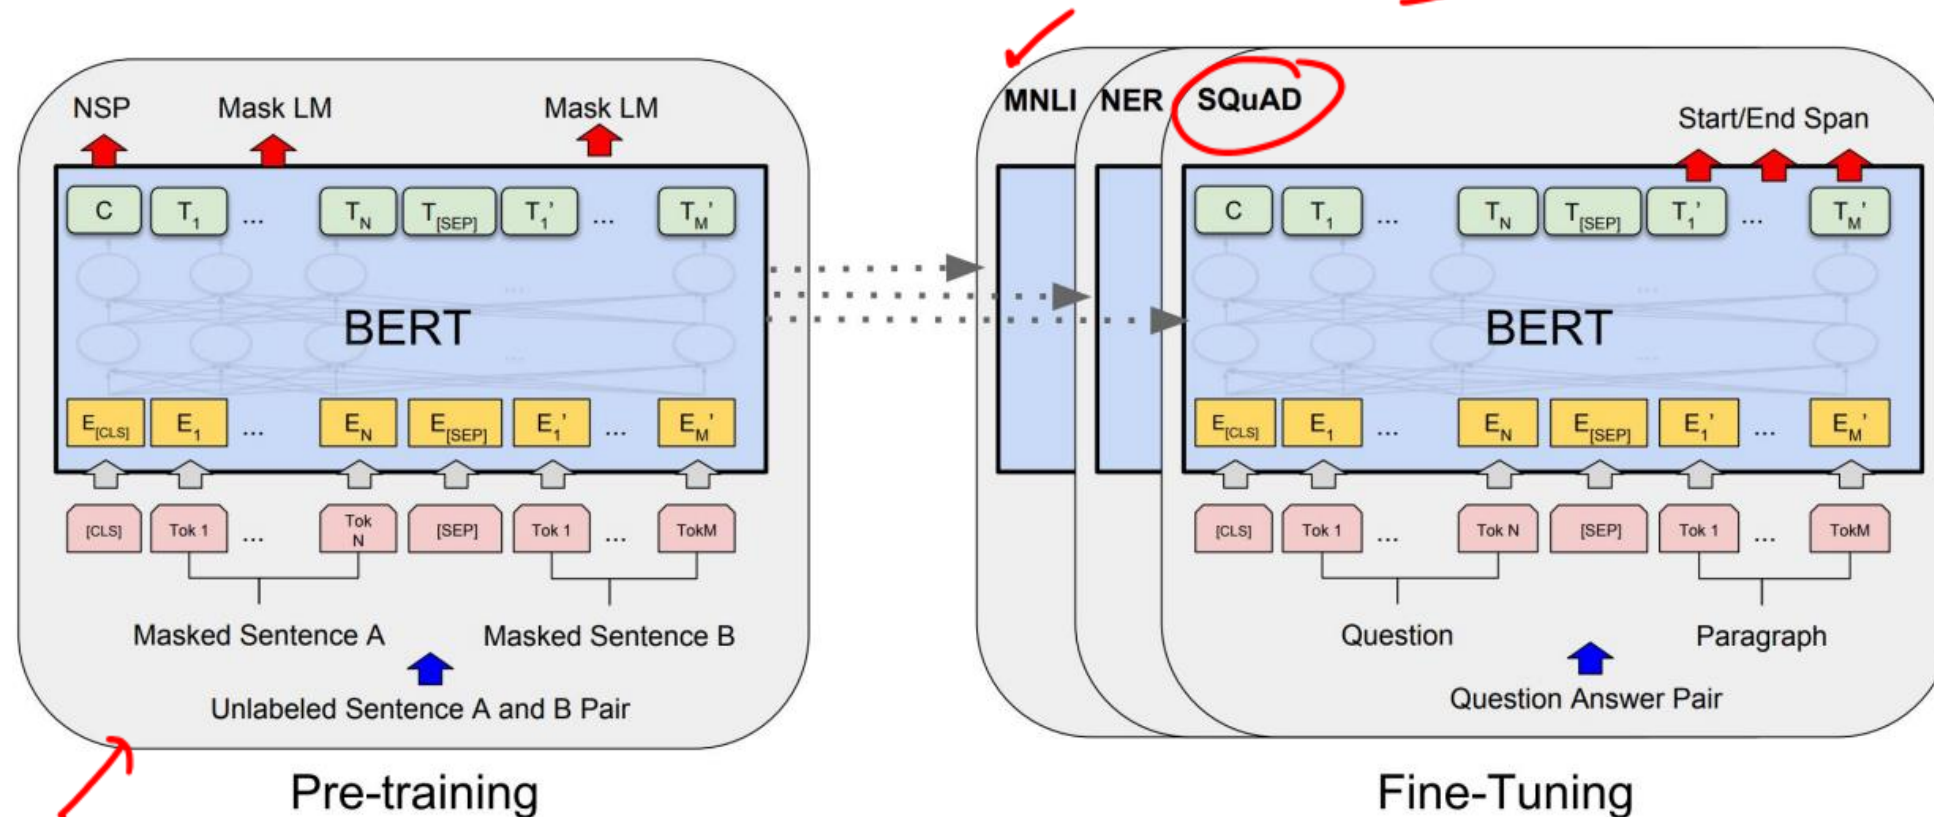 NSP Mask LM Mask LM
C T1 ... TN T[SEP] T1' ... TM'
BERT
E[CLS] E1 ... EN E[SEP] E1' ... EM'
[CLS] Tok 1 ... Tok N [SEP] Tok 1 ... TokM
Masked Sentence A Masked Sentence B
Unlabeled Sentence A and B Pair
Pre-training
MNLI NER SQuAD
Start/End Span
C T1 ... TN T[SEP] T1' ... TM'
BERT
E[CLS] E1 ... EN E[SEP] E1' ... EM'
[CLS] Tok 1 ... Tok N [SEP] Tok 1 ... TokM
Question Paragraph
Question Answer Pair
Fine-Tuning